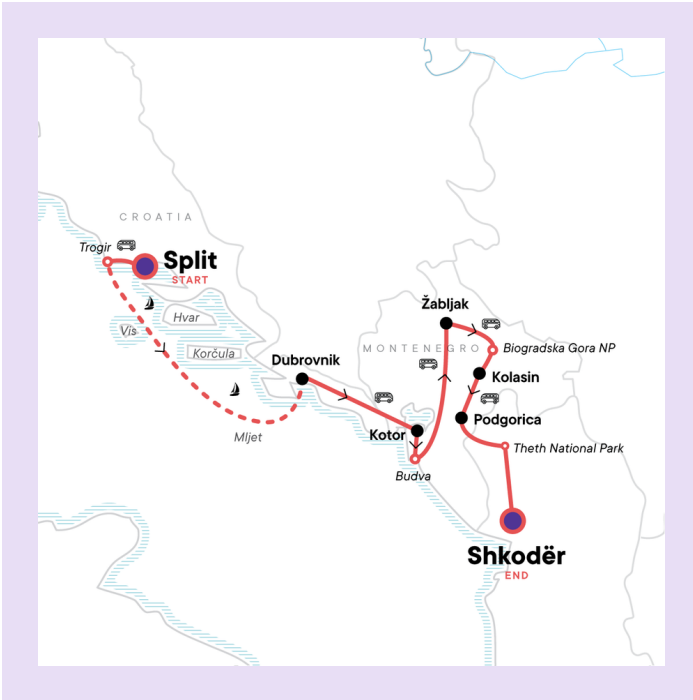 CROATIA
Trogir
Split
START
Hvar
Vis
Korčula
Mljet
Dubrovnik
Žabljak
MONTENEGRO
Biogradska Gora NP
Kolasin
Podgorica
Kotor
Theth National Park
Budva
Shkodër
END